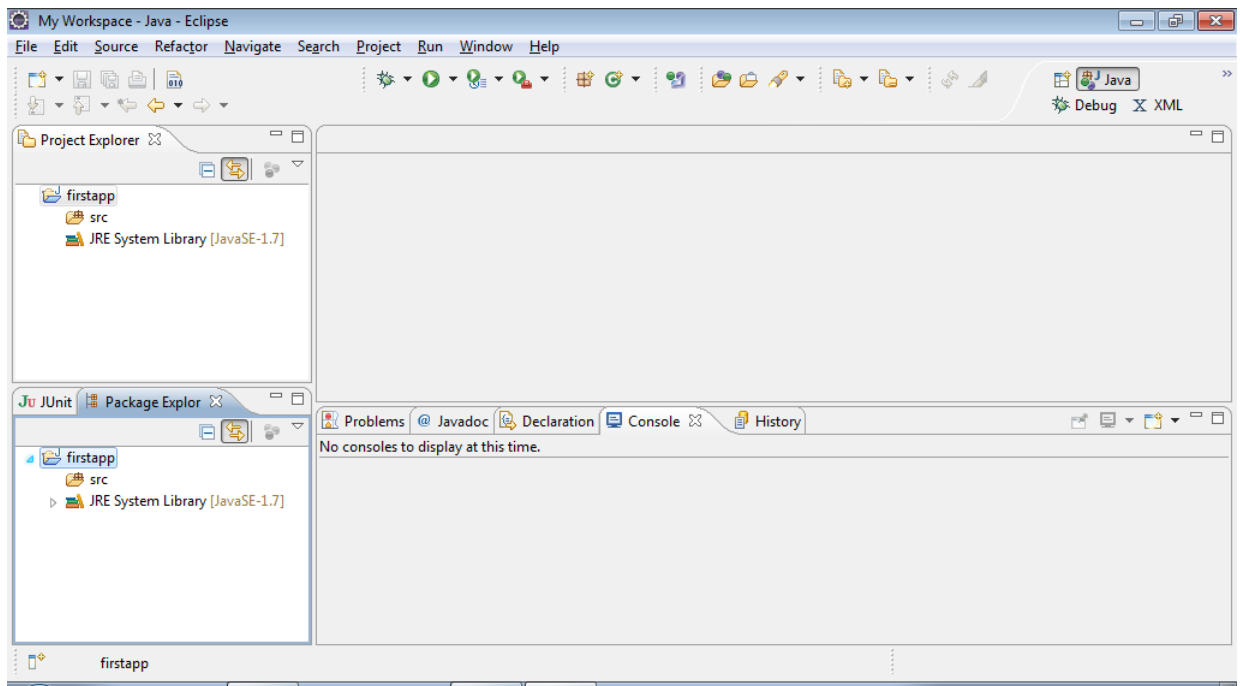 My Workspace - Java - Eclipse
File Edit Source Refactor Navigate Search Project Run Window Help
010
Java
»
Debug X XML
Project Explorer
firstapp
src
JRE System Library [JavaSE-1.7]
Ju JUnit Package Explor
firstapp
src
JRE System Library [JavaSE-1.7]
Problems @ Javadoc Declaration Console History
No consoles to display at this time.
firstapp